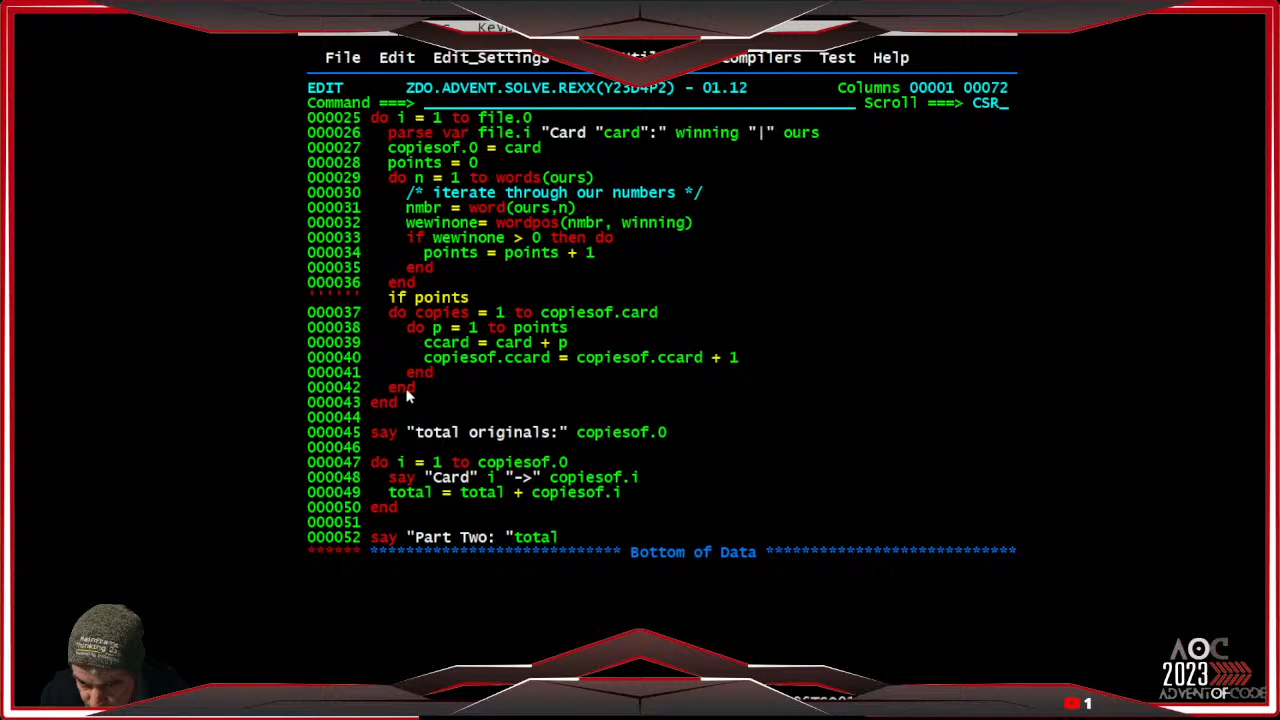 File Edit Edit_Settings Compilers Test Help
EDIT ZDO.ADVENT.SOLVE.REXX(Y23D4P2) - 01.12 Columns 00001 00072
Command ===> Scroll ===> CSR_
000025 do i = 1 to file.0
000026 parse var file.i "Card "card":" winning "|" ours
000027 copiesof.0 = card
000028 points = 0
000029 do n = 1 to words(ours)
000030 /* iterate through our numbers */
000031 nmbr = word(ours,n)
000032 wewinone= wordpos(nmbr, winning)
000033 if wewinone > 0 then do
000034 points = points + 1
000035 end
000036 end
'''''' if points
000037 do copies = 1 to copiesof.card
000038 do p = 1 to points
000039 ccard = card + p
000040 copiesof.ccard = copiesof.ccard + 1
000041 end
000042 end
000043 end
000044
000045 say "total originals:" copiesof.0
000046
000047 do i = 1 to copiesof.0
000048 say "Card" i "->" copiesof.i
000049 total = total + copiesof.i
000050 end
000051
000052 say "Part Two: "total
****** **************************** Bottom of Data ****************************
AOC
2023
ADVENT OF CODE
1